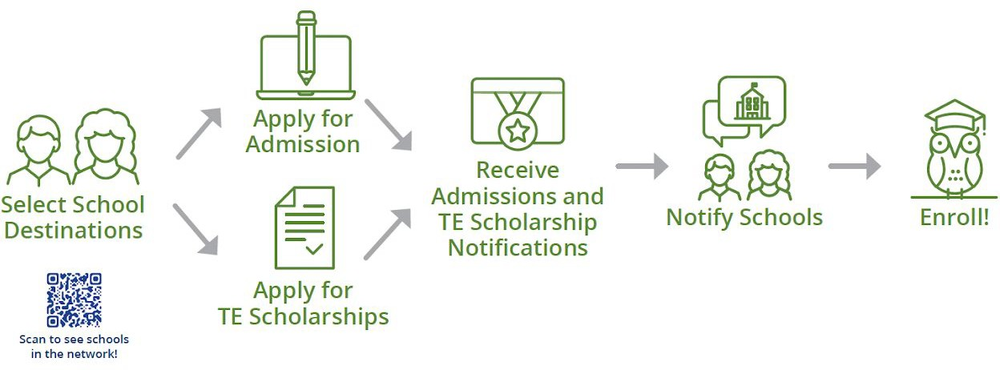 Select School
Destinations
Scan to see schools
in the network!
Apply for
Admission
Apply for
TE Scholarships
Receive
Admissions and
TE Scholarship
Notifications
Notify Schools
Enroll!